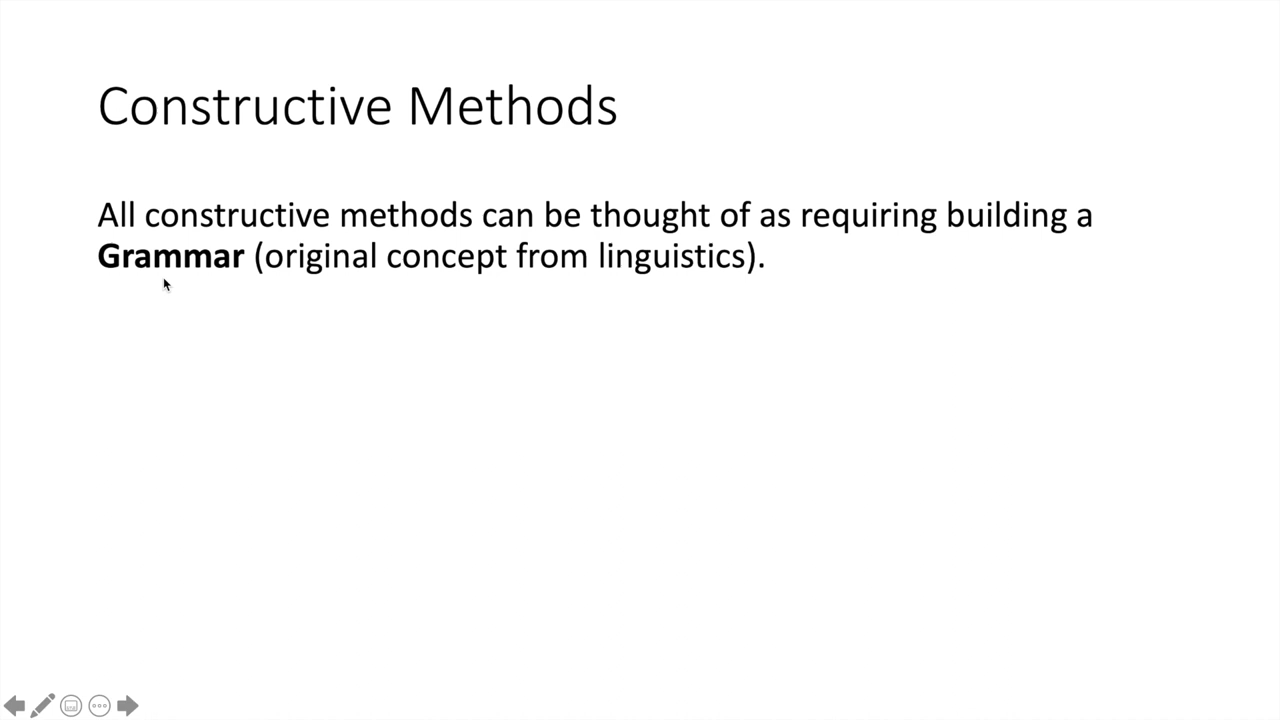 Constructive Methods
All constructive methods can be thought of as requiring building a
Grammar (original concept from linguistics).